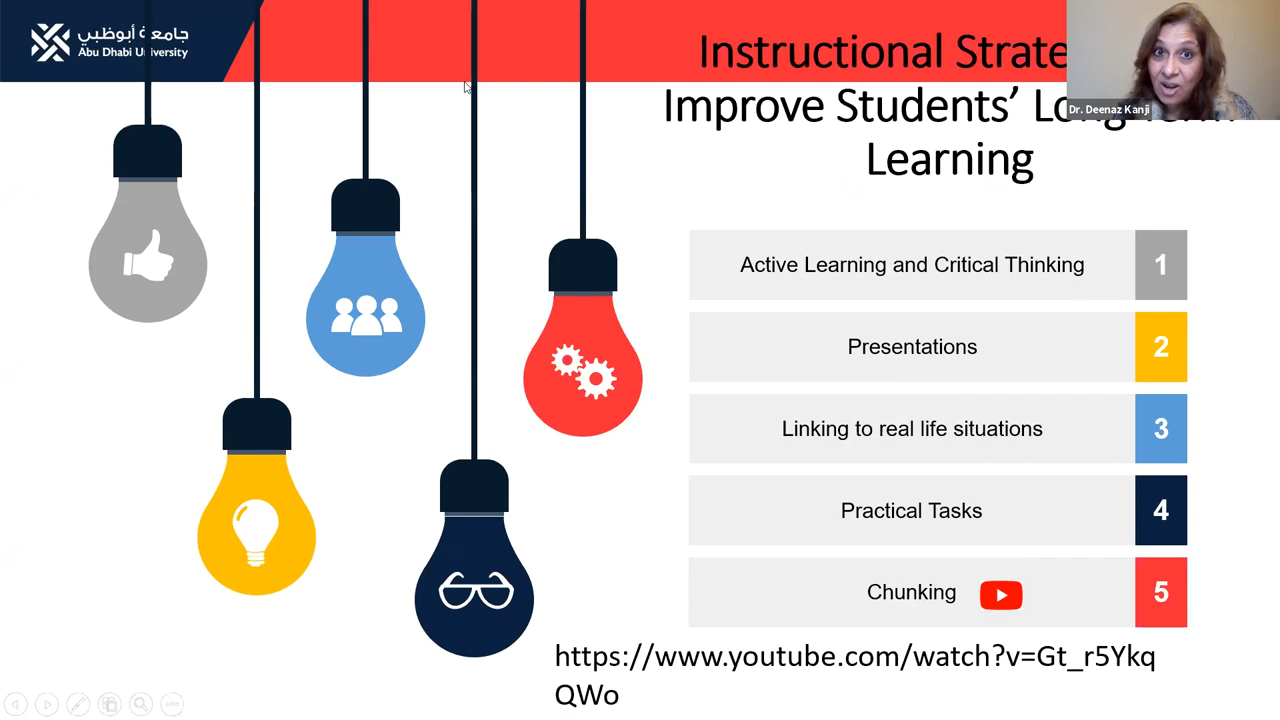 جامعة أبوظبي
Abu Dhabi University
Instructional
Improve Students’
Learning
Dr. Deenaz Kanji
Active Learning and Critical Thinking 1
Presentations 2
Linking to real life situations 3
Practical Tasks 4
Chunking 5
https://www.youtube.com/watch?v=Gt_r5Ykq
QWo